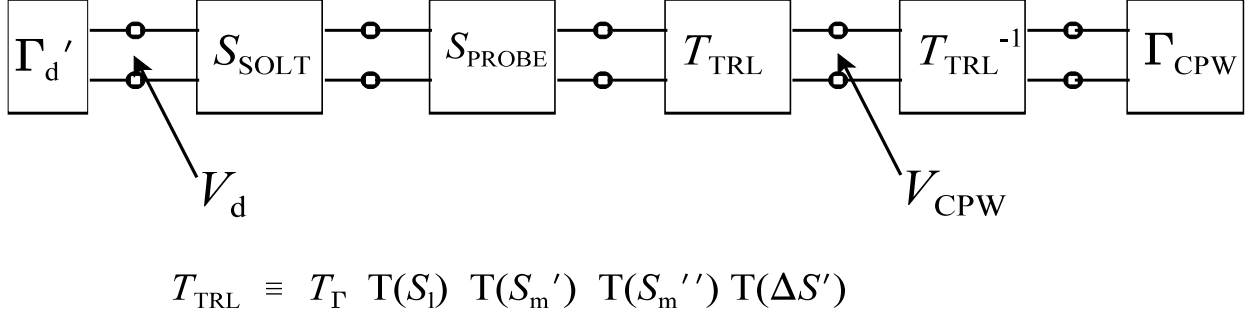 Γd′ SSOLT SPROBE TTRL TTRL-1 ΓCPW
Vd VCPW
TTRL ≡ TΓ T(Sl) T(Sm′) T(Sm′′) T(ΔS′)